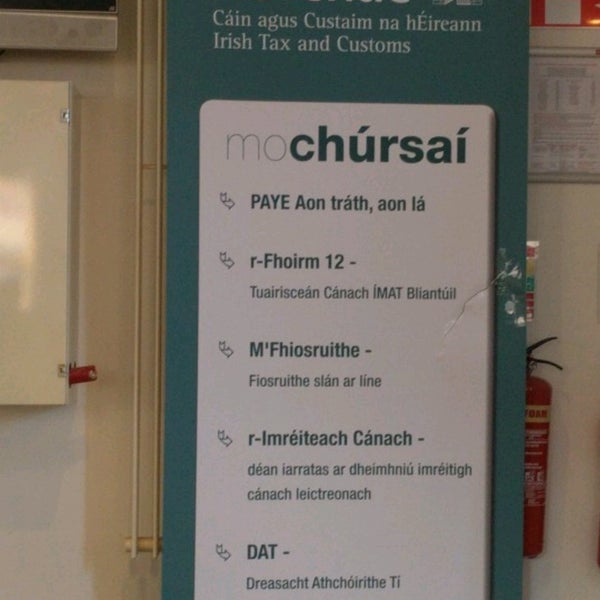 Cáin agus Custaim na hÉireann
Irish Tax and Customs
mochúrsaí
PAYE Aon tráth, aon lá
r-Fhoirm 12 -
Tuairisceán Cánach ÍMAT Bliantúil
M'Fhiosruithe -
Fiosruithe slán ar líne
r-Imréiteach Cánach -
déan iarratas ar dheimhniú imréitigh
cánach leictreonach
DAT -
Dreasacht Athchóirithe Tí
FOAM